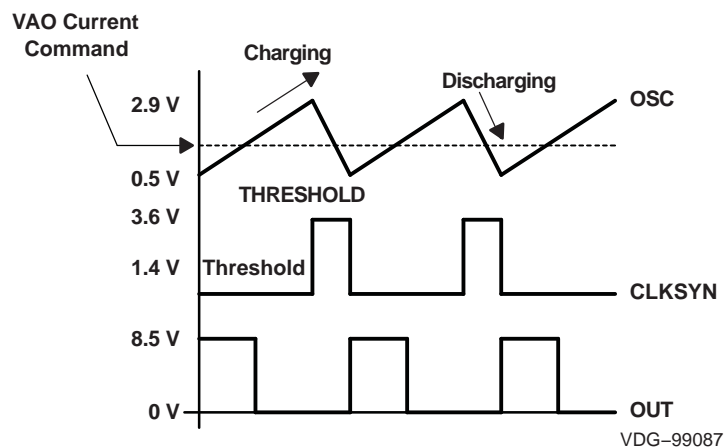 VAO Current
Command
Charging
Discharging
2.9 V
OSC
0.5 V
THRESHOLD
3.6 V
1.4 V
Threshold
CLKSYN
8.5 V
0 V
OUT
VDG–99087